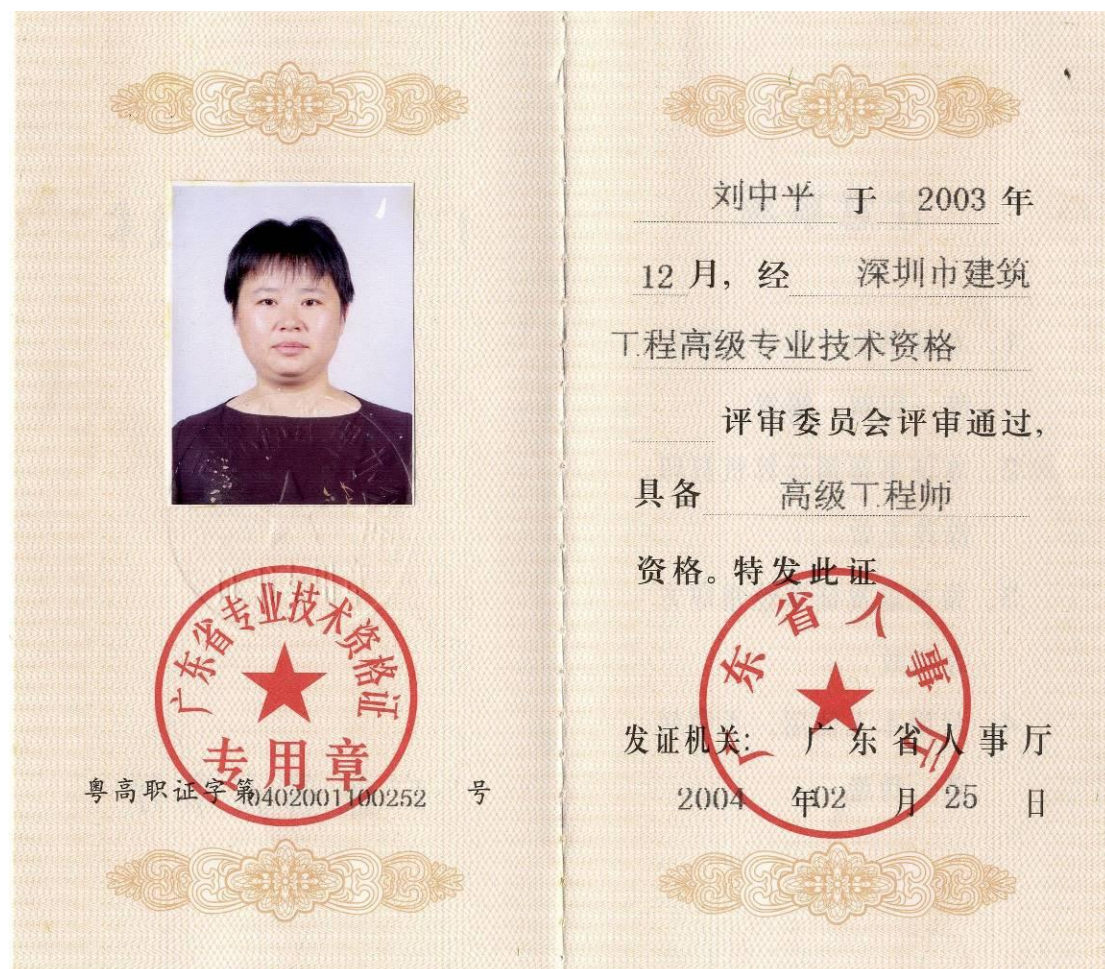 广东省专业技术资格证
专用章
粤高职证字第0402001100252 号
刘中平 于 2003 年
12 月，经 深圳市建筑
工程高级专业技术资格
评审委员会评审通过，
具备 高级工程师
资格。特发此证
广东省人事厅
发证机关： 广东省人事厅
2004 年 02 月 25 日